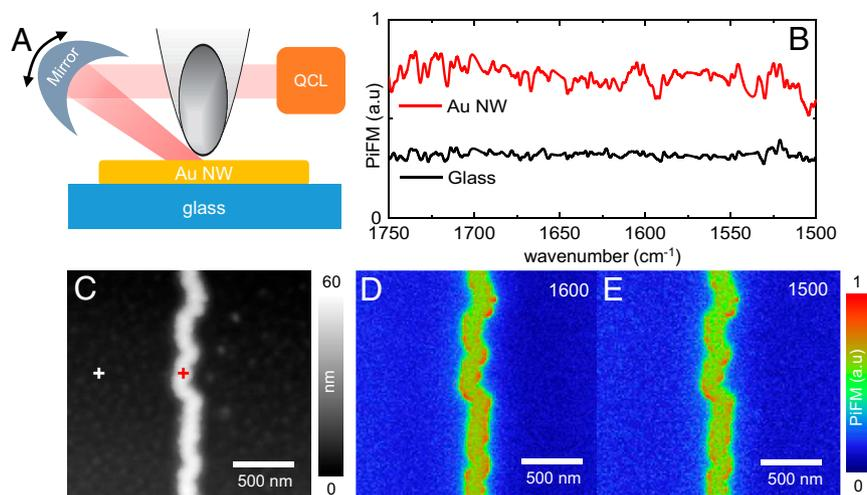 A
Mirror
QCL
Au NW
glass
B
1
PiFM (a.u)
0
Au NW
Glass
1750 1700 1650 1600 1550 1500
wavenumber (cm⁻¹)
C
500 nm
60
nm
0
D
1600
500 nm
E
1500
500 nm
1
PiFM (a.u)
0